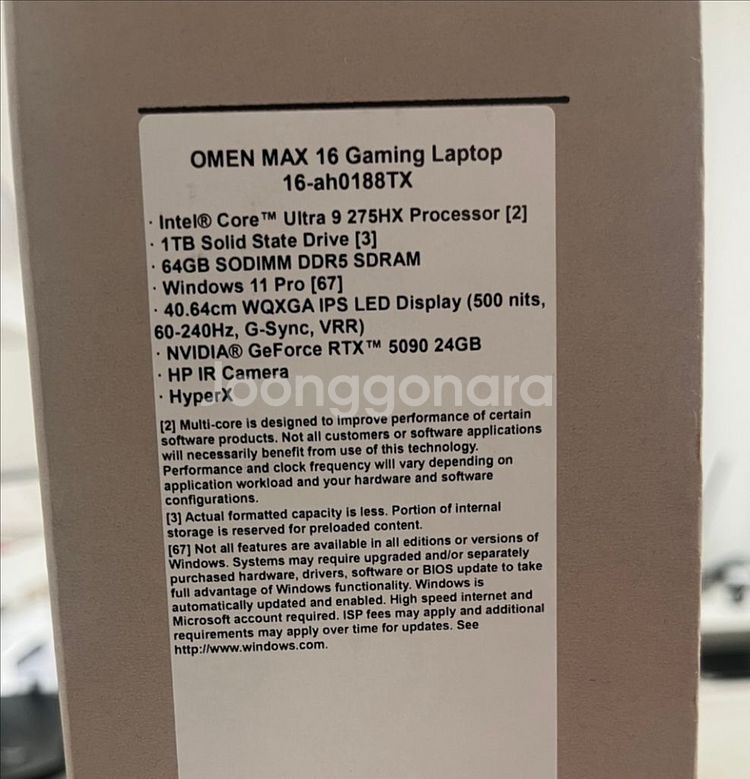 OMEN MAX 16 Gaming Laptop
16-ah0188TX
· Intel® Core™ Ultra 9 275HX Processor [2]
· 1TB Solid State Drive [3]
· 64GB SODIMM DDR5 SDRAM
· Windows 11 Pro [67]
· 40.64cm WQXGA IPS LED Display (500 nits,
60-240Hz, G-Sync, VRR)
· NVIDIA® GeForce RTX™ 5090 24GB
· HP IR Camera
· HyperX
Joonggonara
[2] Multi-core is designed to improve performance of certain
software products. Not all customers or software applications
will necessarily benefit from use of this technology.
Performance and clock frequency will vary depending on
application workload and your hardware and software
configurations.
[3] Actual formatted capacity is less. Portion of internal
storage is reserved for preloaded content.
[67] Not all features are available in all editions or versions of
Windows. Systems may require upgraded and/or separately
purchased hardware, drivers, software or BIOS update to take
full advantage of Windows functionality. Windows is
automatically updated and enabled. High speed internet and
Microsoft account required. ISP fees may apply and additional
requirements may apply over time for updates. See
http://www.windows.com.